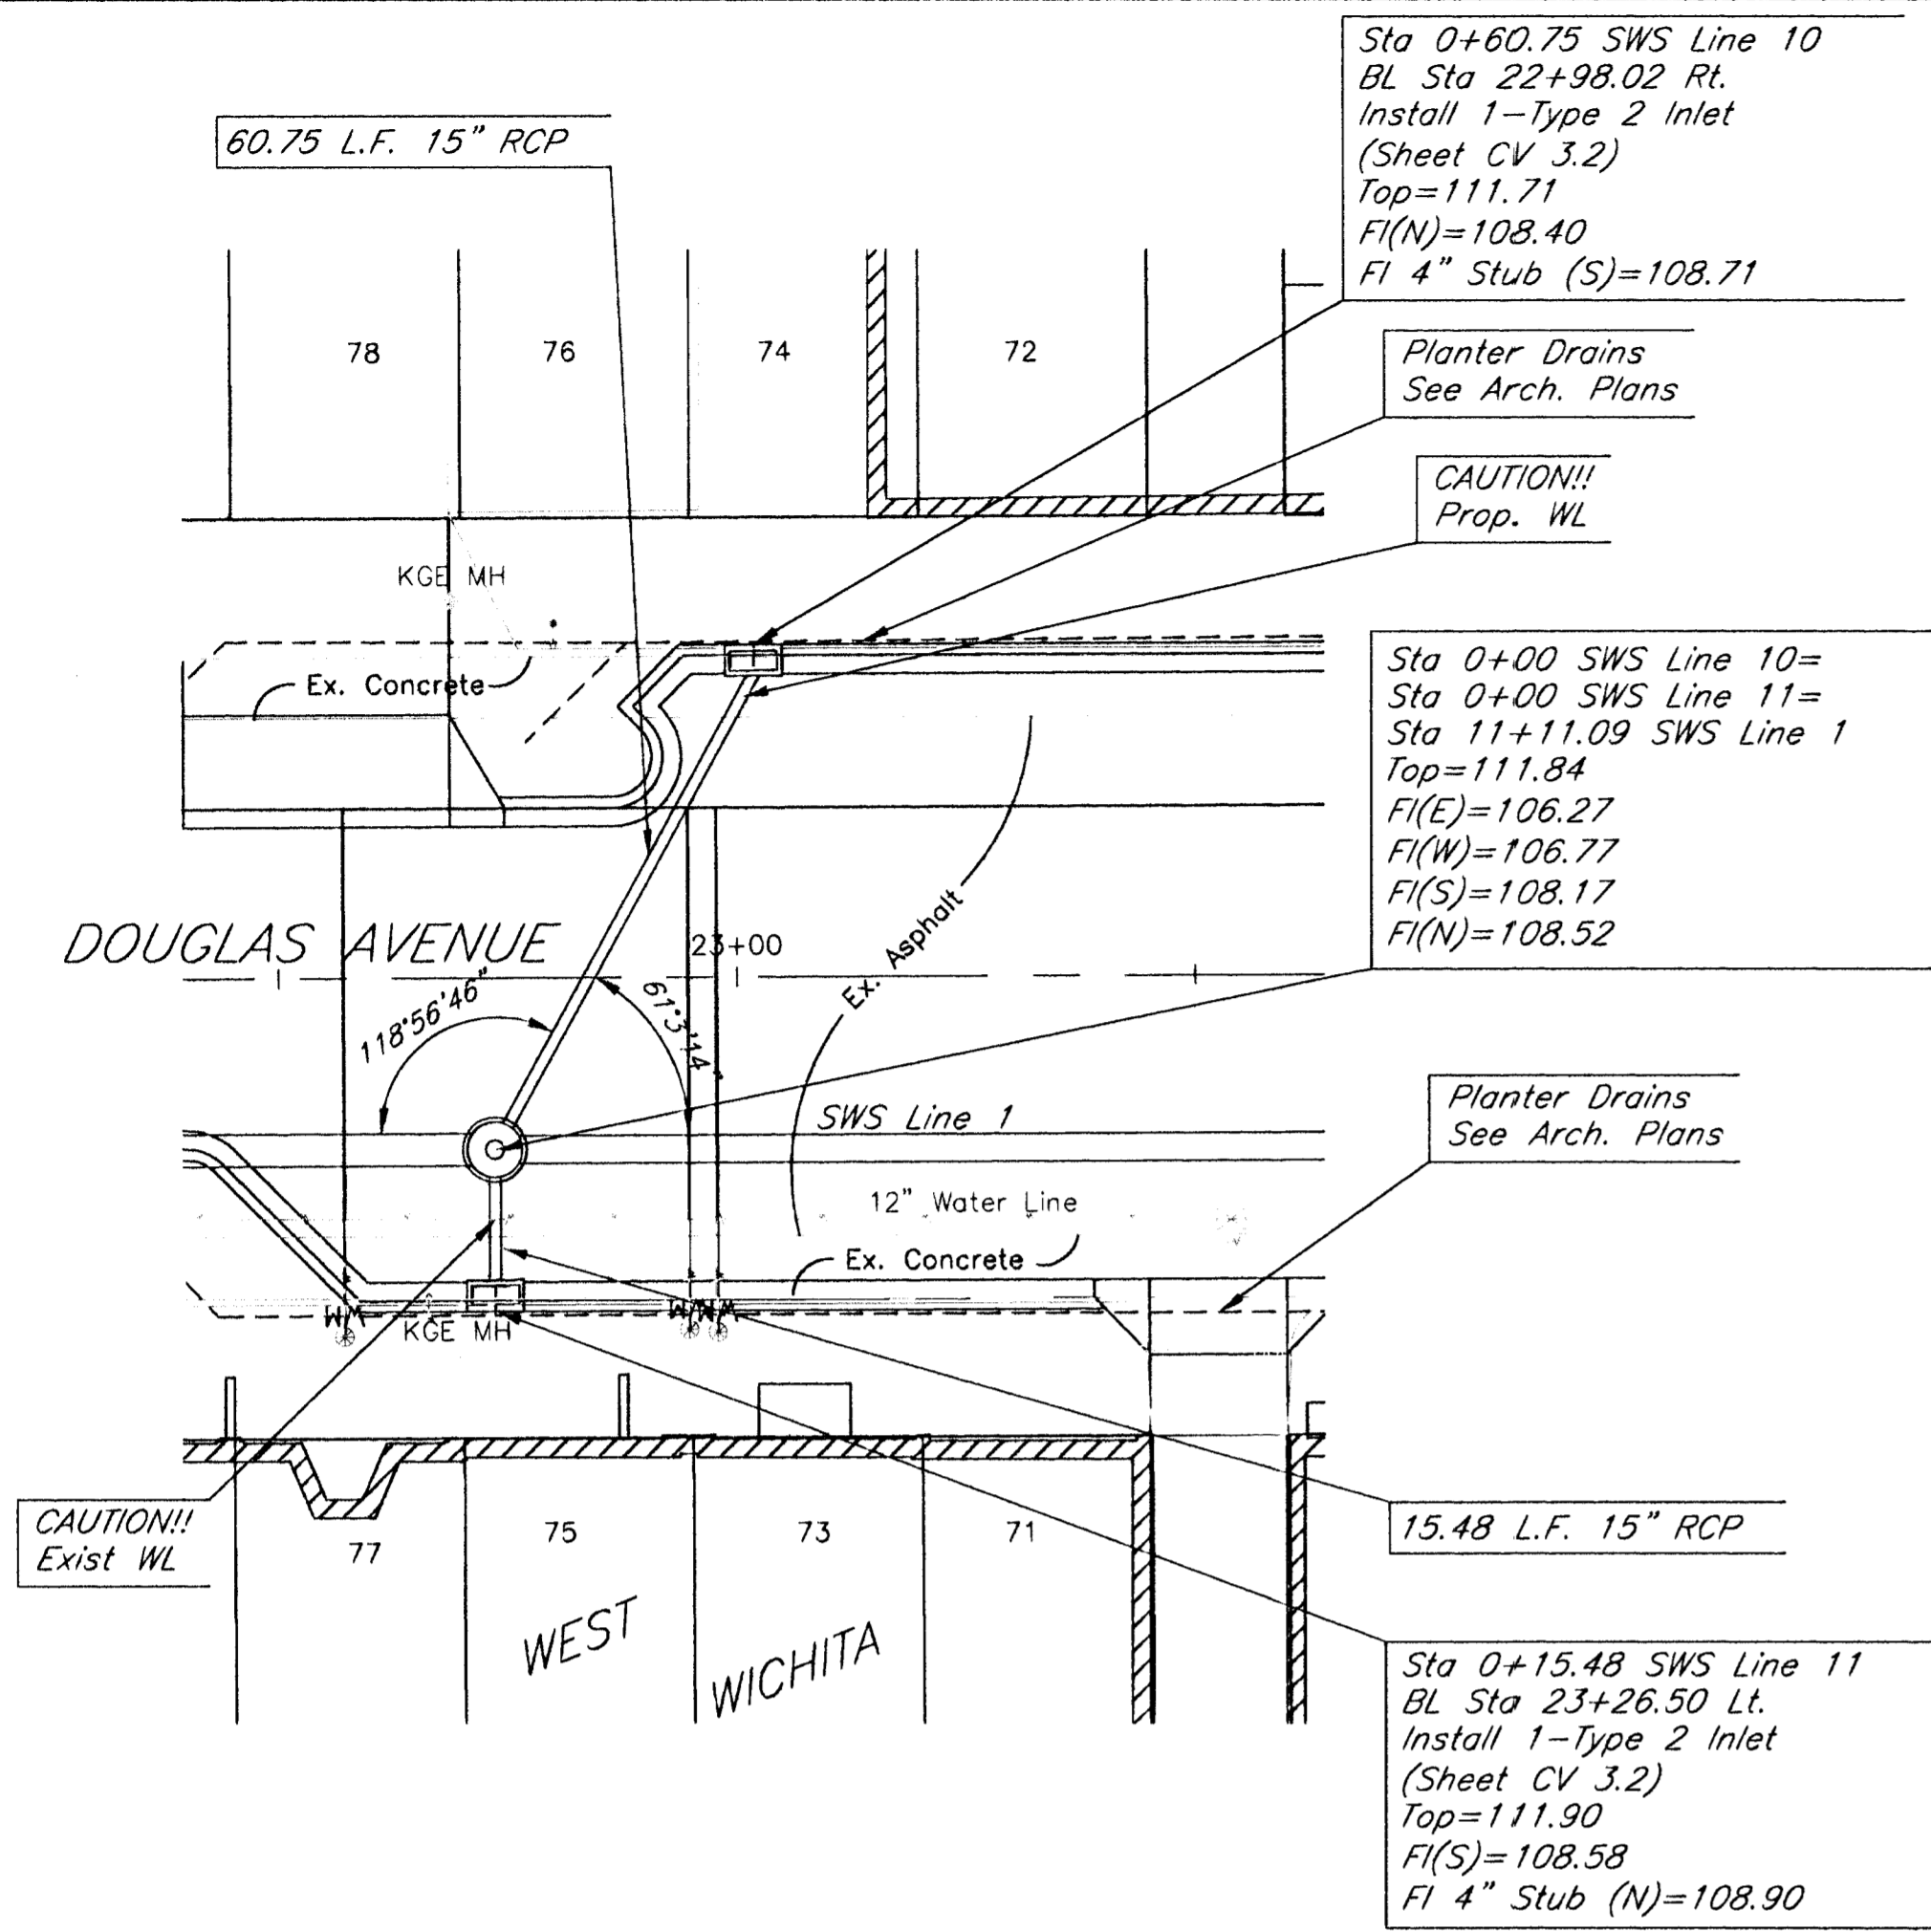 Sta 0+60.75 SWS Line 10
BL Sta 22+98.02 Rt.
Install 1-Type 2 Inlet
(Sheet CV 3.2)
Top=111.71
Fl(N)=108.40
Fl 4" Stub (S)=108.71
60.75 L.F. 15" RCP
78
76
74
72
Planter Drains
See Arch. Plans
CAUTION!!
Prop. WL
KGE MH
Ex. Concrete
Sta 0+00 SWS Line 10=
Sta 0+00 SWS Line 11=
Sta 11+11.09 SWS Line 1
Top=111.84
Fl(E)=106.27
Fl(W)=106.77
Fl(S)=108.17
Fl(N)=108.52
DOUGLAS AVENUE
23+00
Ex. Asphalt
118°56'46"
61°3'14
SWS Line 1
Planter Drains
See Arch. Plans
12" Water Line
Ex. Concrete
WM
WM
WM
KGE MH
CAUTION!!
Exist WL
77
75
73
71
15.48 L.F. 15" RCP
WEST
WICHITA
Sta 0+15.48 SWS Line 11
BL Sta 23+26.50 Lt.
Install 1-Type 2 Inlet
(Sheet CV 3.2)
Top=111.90
Fl(S)=108.58
Fl 4" Stub (N)=108.90